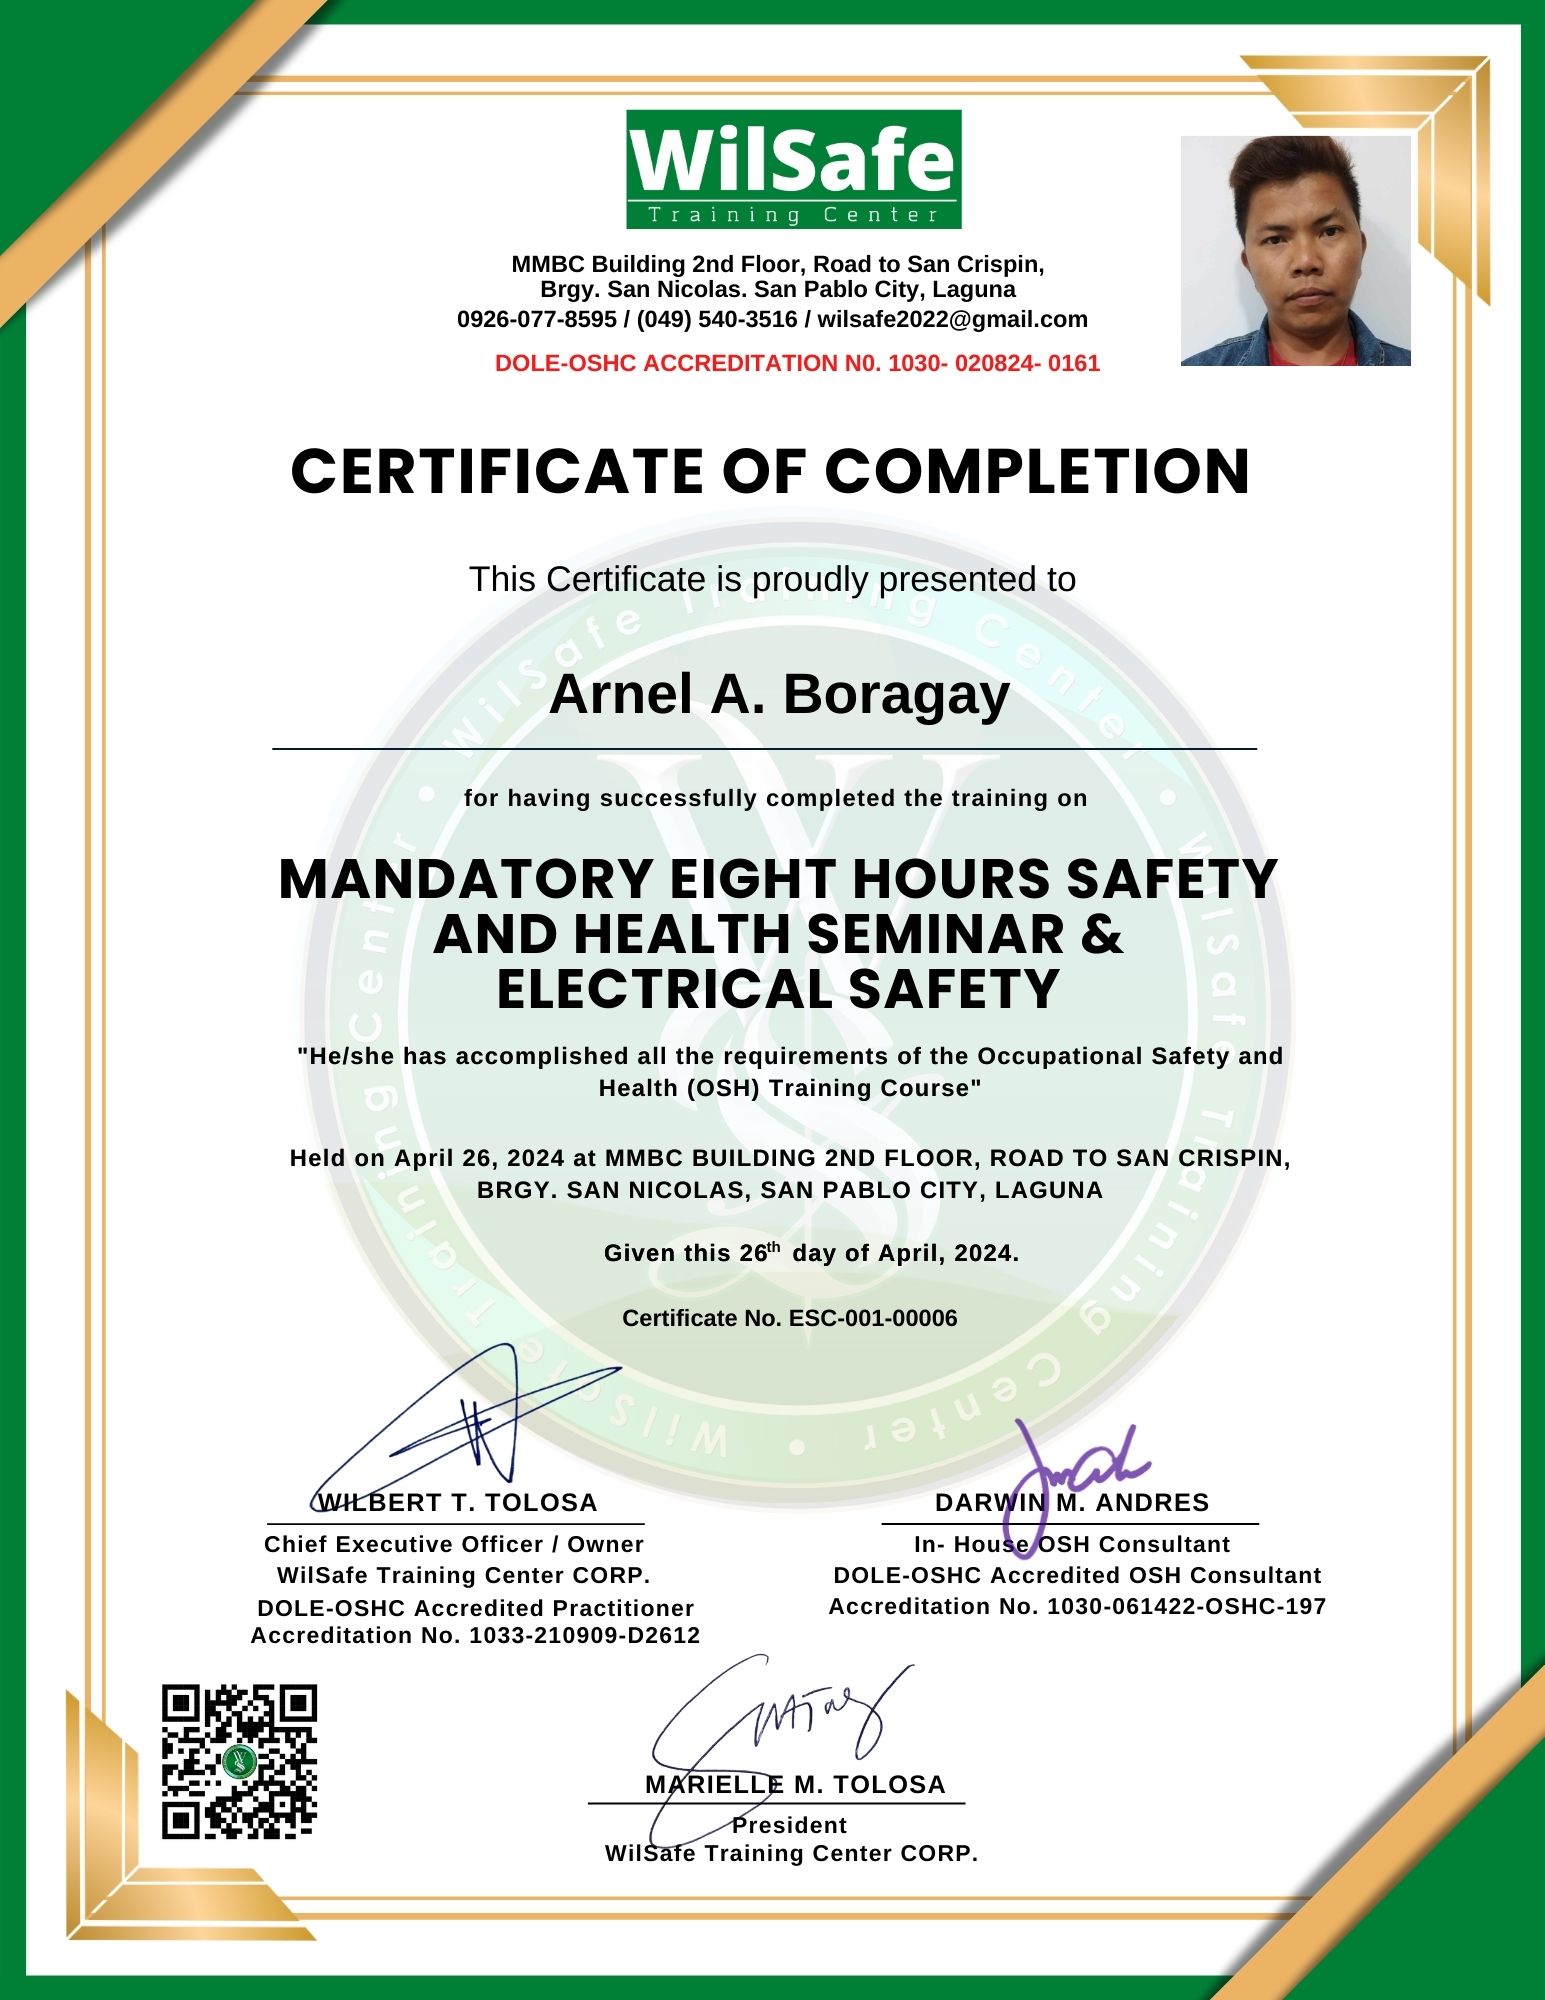 WilSafe
Training Center
MMBC Building 2nd Floor, Road to San Crispin,
Brgy. San Nicolas. San Pablo City, Laguna
0926-077-8595 / (049) 540-3516 / wilsafe2022@gmail.com
DOLE-OSHC ACCREDITATION N0. 1030- 020824- 0161
CERTIFICATE OF COMPLETION
This Certificate is proudly presented to
Arnel A. Boragay
for having successfully completed the training on
MANDATORY EIGHT HOURS SAFETY
AND HEALTH SEMINAR &
ELECTRICAL SAFETY
"He/she has accomplished all the requirements of the Occupational Safety and
Health (OSH) Training Course"
Held on April 26, 2024 at MMBC BUILDING 2ND FLOOR, ROAD TO SAN CRISPIN,
BRGY. SAN NICOLAS, SAN PABLO CITY, LAGUNA
Given this 26th day of April, 2024.
Certificate No. ESC-001-00006
WilSafe Training Center • WilSafe Training Center • WilSafe Training Center •
WILBERT T. TOLOSA
Chief Executive Officer / Owner
WilSafe Training Center CORP.
DOLE-OSHC Accredited Practitioner
Accreditation No. 1033-210909-D2612
DARWIN M. ANDRES
In- House OSH Consultant
DOLE-OSHC Accredited OSH Consultant
Accreditation No. 1030-061422-OSHC-197
MARIELLE M. TOLOSA
President
WilSafe Training Center CORP.